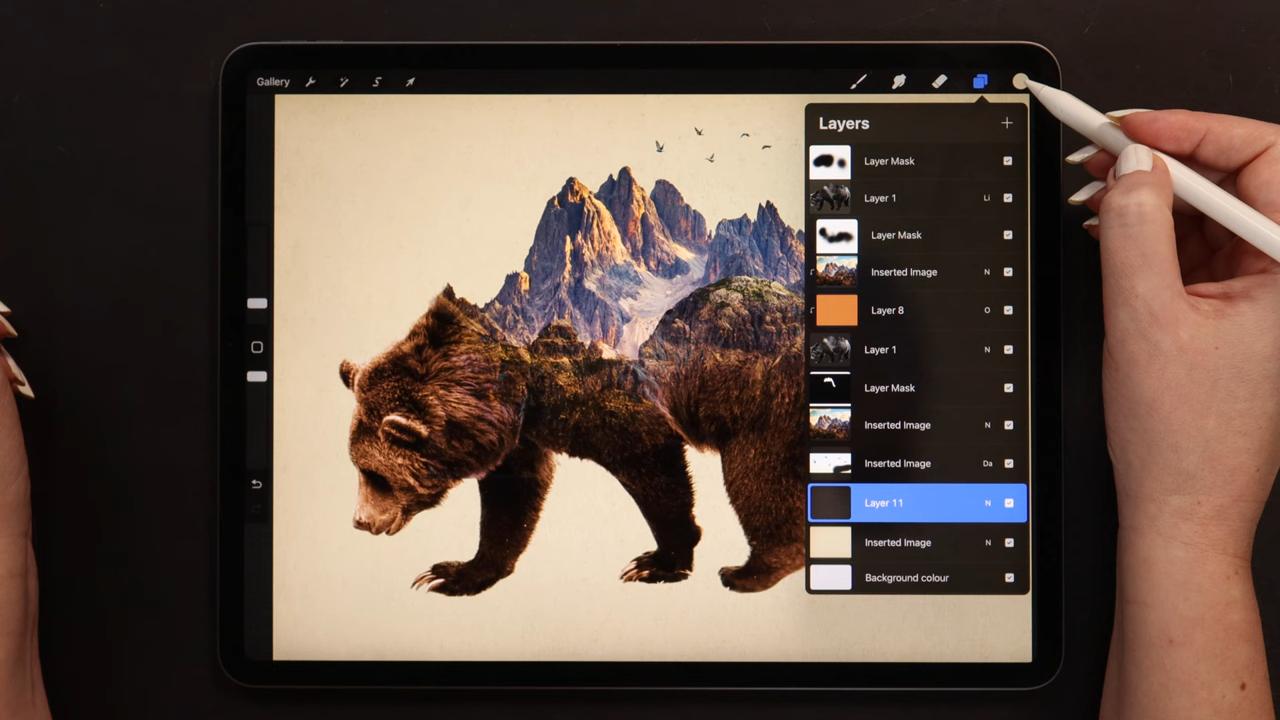 Gallery
Layers
Layer Mask
Layer 1 Li
Layer Mask
Inserted Image N
Layer 8 O
Layer 1 N
Layer Mask
Inserted Image N
Inserted Image Da
Layer 11 N
Inserted Image N
Background colour